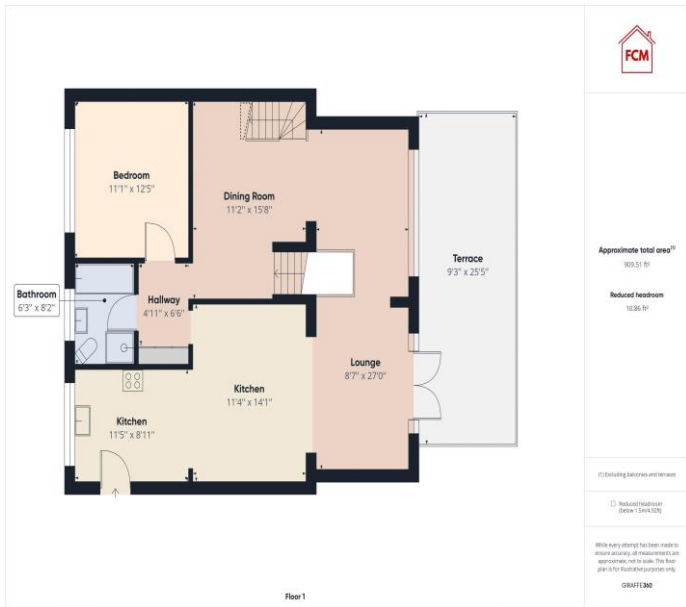 FCM
Bedroom
11'1" x 12'5"
Dining Room
11'2" x 15'8"
Terrace
9'3" x 25'5"
Bathroom
6'3" x 8'2"
Hallway
4'11" x 6'6"
Lounge
8'7" x 27'0"
Kitchen
11'4" x 14'1"
Kitchen
11'5" x 8'11"
Floor 1
Approximate total area(1)
909.51 ft²
Reduced headroom
10.86 ft²
(1) Excluding balconies and terraces
Reduced headroom
(below 1.5m/4.92ft)
While every attempt has been made to
ensure accuracy, all measurements are
approximate, not to scale. This floor
plan is for illustrative purposes only.
GIRAFFE360